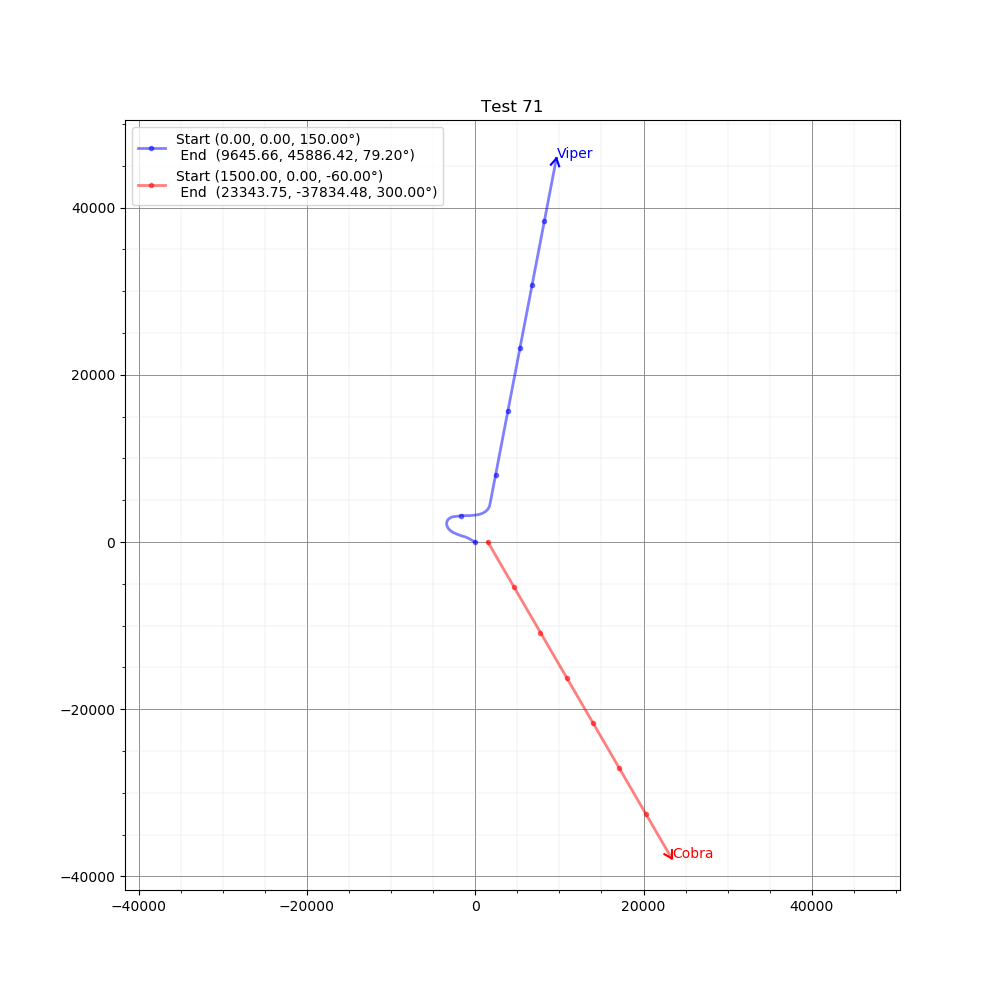 Test 71
Start (0.00, 0.00, 150.00°)
End (9645.66, 45886.42, 79.20°)
Start (1500.00, 0.00, -60.00°)
End (23343.75, -37834.48, 300.00°)
Viper
Cobra
40000
20000
0
−20000
−40000
−40000
−20000
0
20000
40000